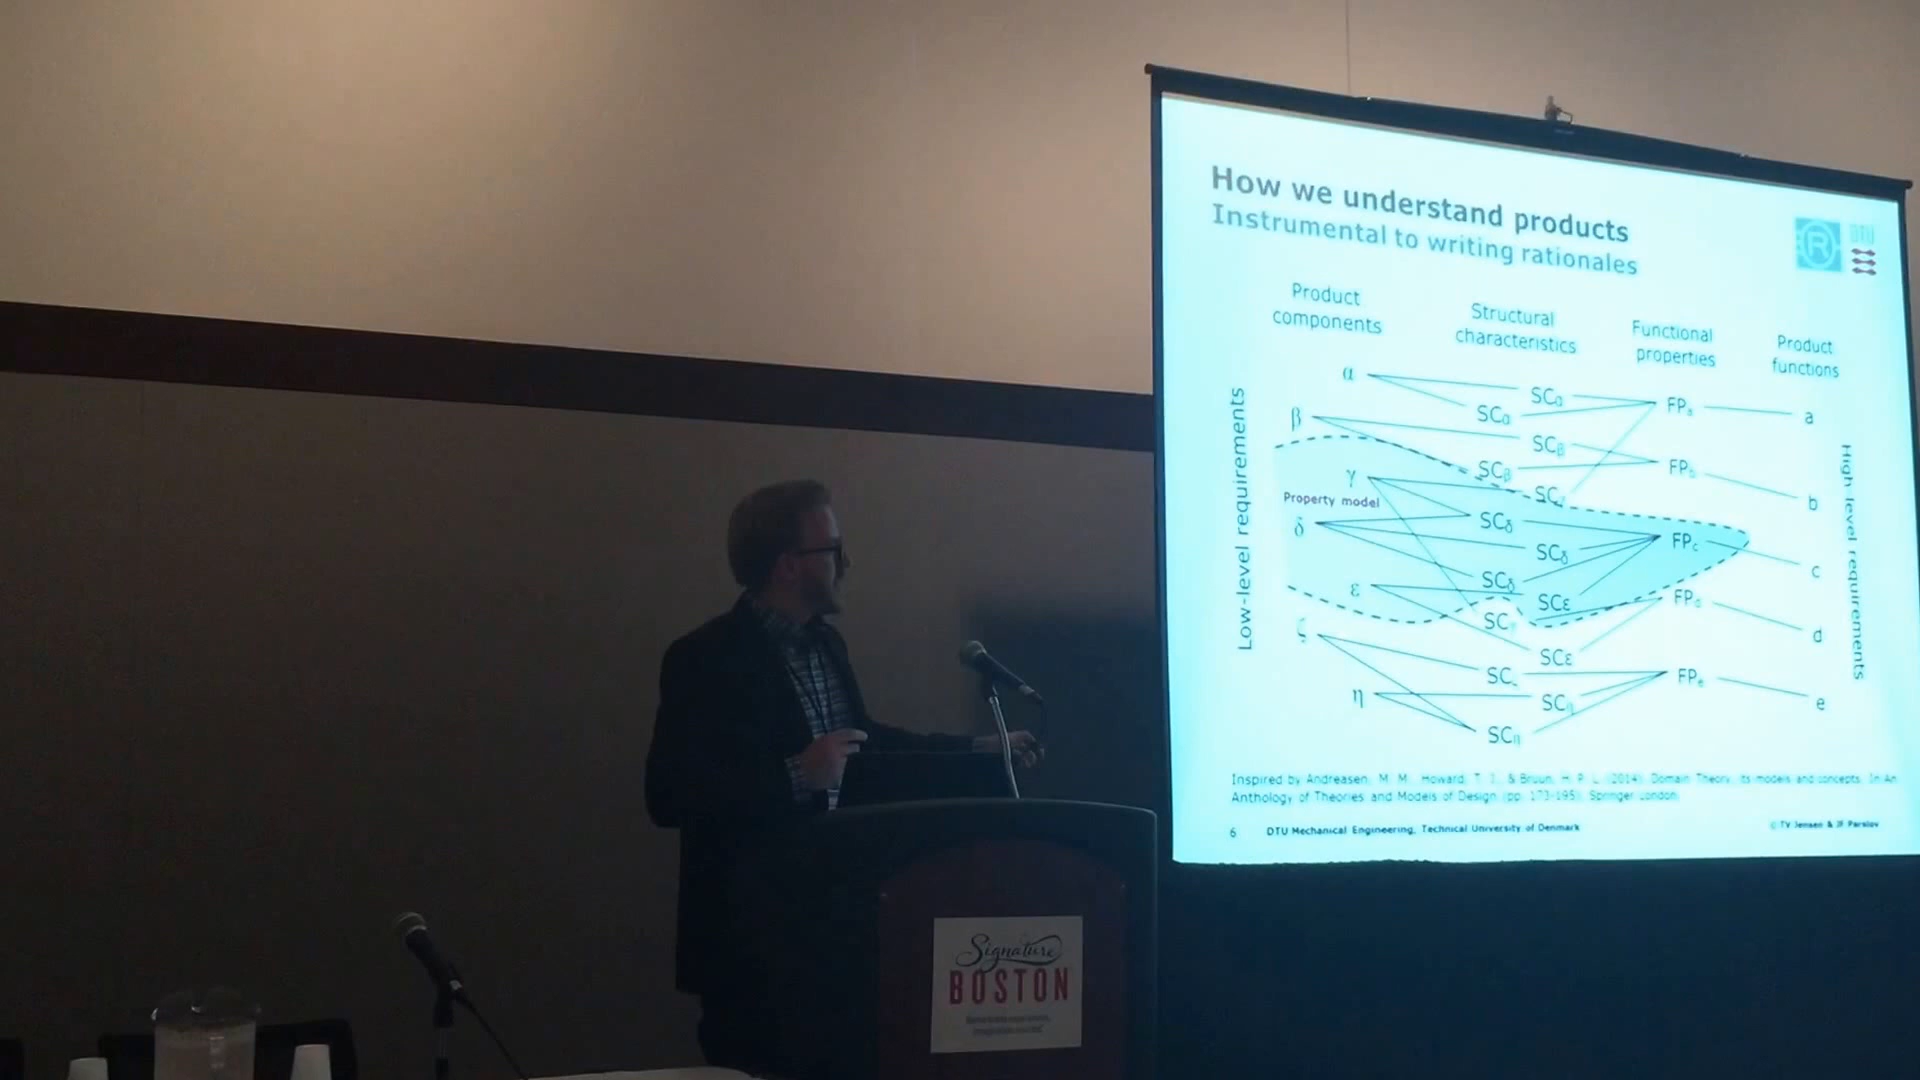 How we understand products
Instrumental to writing rationales
DTU
R
Product
components
Structural
characteristics
Functional
properties
Product
functions
Low-level requirements
High-level requirements
α
SCα
FPa
a
SCα
β
SCβ
FPb
b
SCβ
γ
Property model
δ
SCδ
FPc
c
SCδ
SCδ
ε
SCε
FPd
d
ζ
SCε
FPe
e
η
SCη
Inspired by Andreasen, M. M., Howard, T. J., & Bruun, H. P. L. (2014). Domain Theory, its models and concepts. In An
Anthology of Theories and Models of Design (pp. 173-195). Springer London.
6 DTU Mechanical Engineering, Technical University of Denmark
© TV Jensen & JF Parslov
Signature
BOSTON